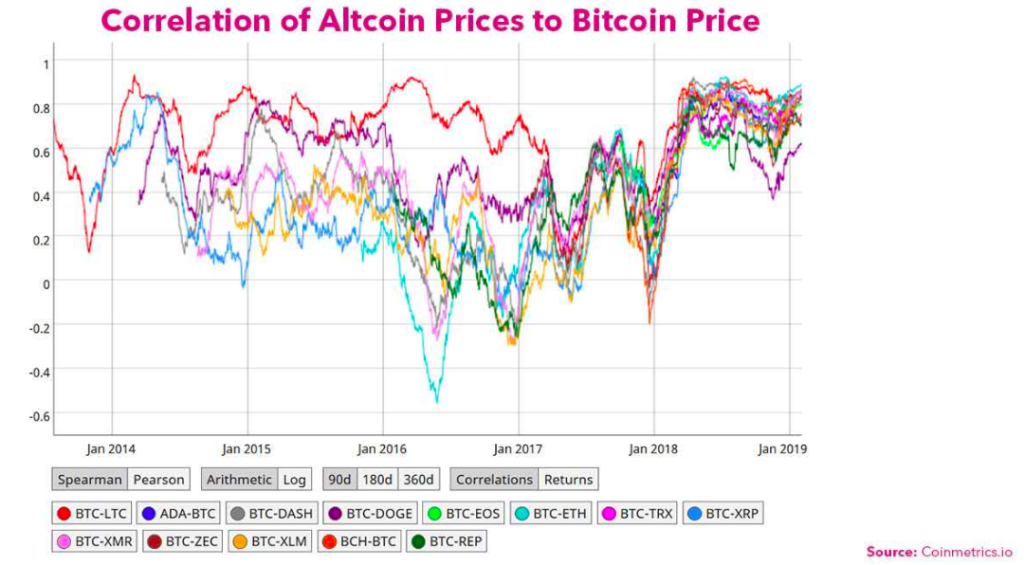 Correlation of Altcoin Prices to Bitcoin Price
1
0.8
0.6
0.4
0.2
0
-0.2
-0.4
-0.6
Jan 2014 Jan 2015 Jan 2016 Jan 2017 Jan 2018 Jan 2019
Spearman Pearson Arithmetic Log 90d 180d 360d Correlations Returns
BTC-LTC ADA-BTC BTC-DASH BTC-DOGE BTC-EOS BTC-ETH BTC-TRX BTC-XRP
BTC-XMR BTC-ZEC BTC-XLM BCH-BTC BTC-REP
Source: Coinmetrics.io